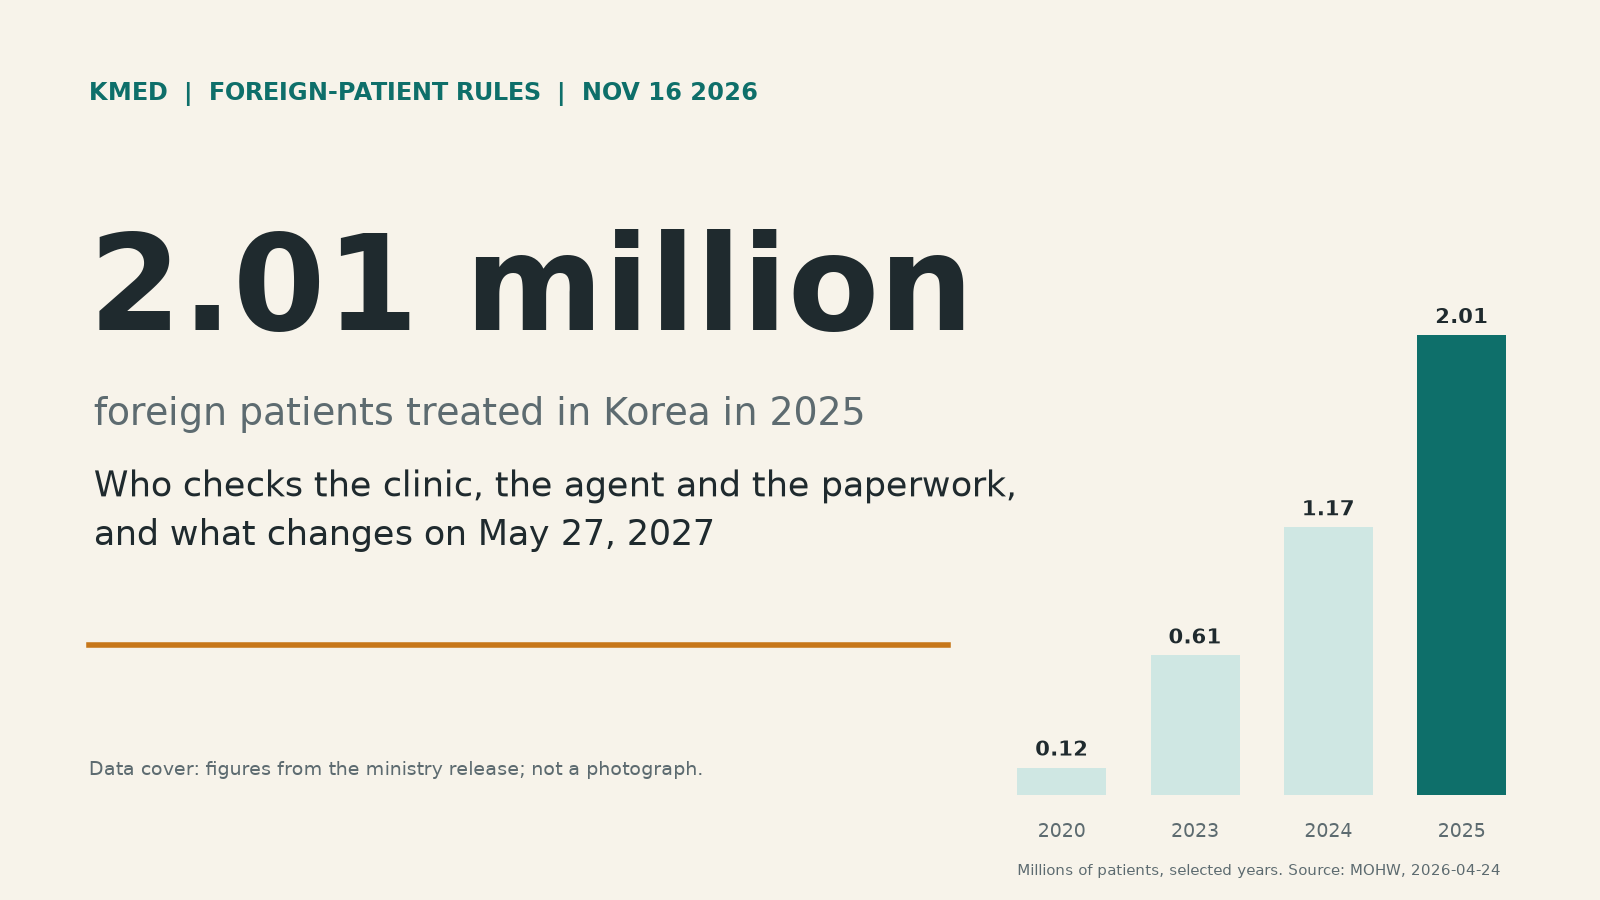 KMED | FOREIGN-PATIENT RULES | NOV 16 2026
2.01 million
foreign patients treated in Korea in 2025
Who checks the clinic, the agent and the paperwork,
and what changes on May 27, 2027
Data cover: figures from the ministry release; not a photograph.
0.12
0.61
1.17
2.01
2020
2023
2024
2025
Millions of patients, selected years. Source: MOHW, 2026-04-24